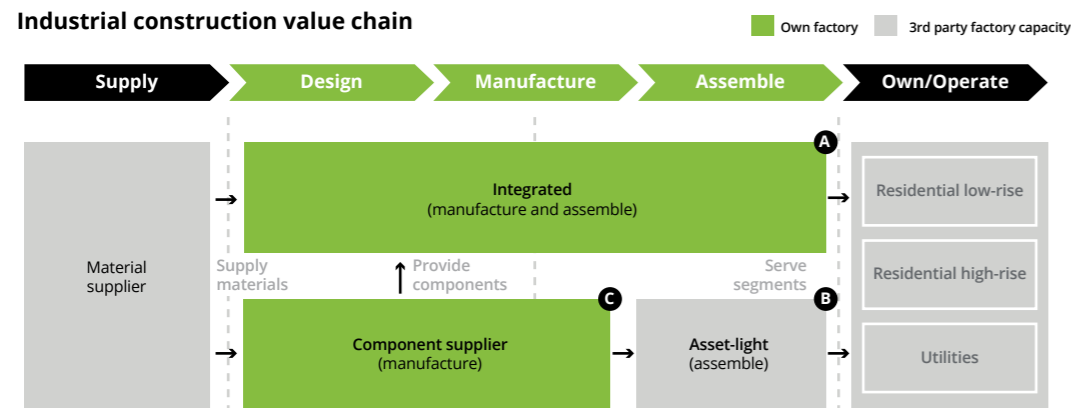 Industrial construction value chain
Own factory
3rd party factory capacity
Supply
Design
Manufacture
Assemble
Own/Operate
A
Integrated
(manufacture and assemble)
Residential low-rise
Material
supplier
Supply
materials
Provide
components
Serve
segments
Residential high-rise
C
B
Component supplier
(manufacture)
Asset-light
(assemble)
Utilities